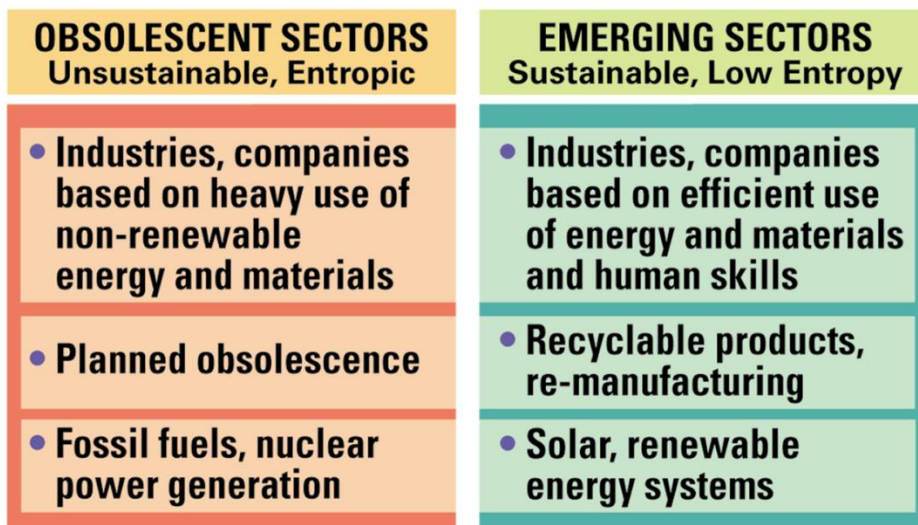 OBSOLESCENT SECTORS
Unsustainable, Entropic
• Industries, companies
based on heavy use of
non-renewable
energy and materials
• Planned obsolescence
• Fossil fuels, nuclear
power generation
EMERGING SECTORS
Sustainable, Low Entropy
• Industries, companies
based on efficient use
of energy and materials
and human skills
• Recyclable products,
re-manufacturing
• Solar, renewable
energy systems